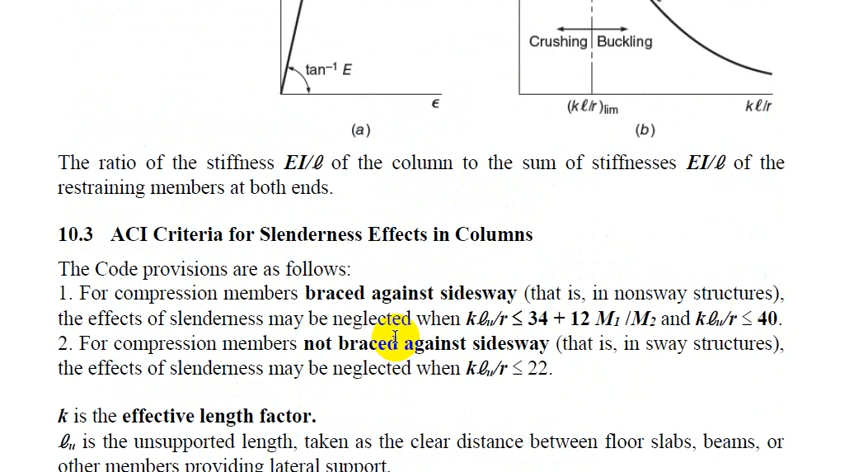 Crushing Buckling
tan⁻¹ E
ϵ
(kℓ/r)lim
kℓ/r
(a)
(b)
The ratio of the stiffness EI/ℓ of the column to the sum of stiffnesses EI/ℓ of the
restraining members at both ends.
10.3 ACI Criteria for Slenderness Effects in Columns
The Code provisions are as follows:
1. For compression members braced against sidesway (that is, in nonsway structures),
the effects of slenderness may be neglected when kℓu/r ≤ 34 + 12 M1 /M2 and kℓu/r ≤ 40.
2. For compression members not braced against sidesway (that is, in sway structures),
the effects of slenderness may be neglected when kℓu/r ≤ 22.
k is the effective length factor.
ℓu is the unsupported length, taken as the clear distance between floor slabs, beams, or
other members providing lateral support.